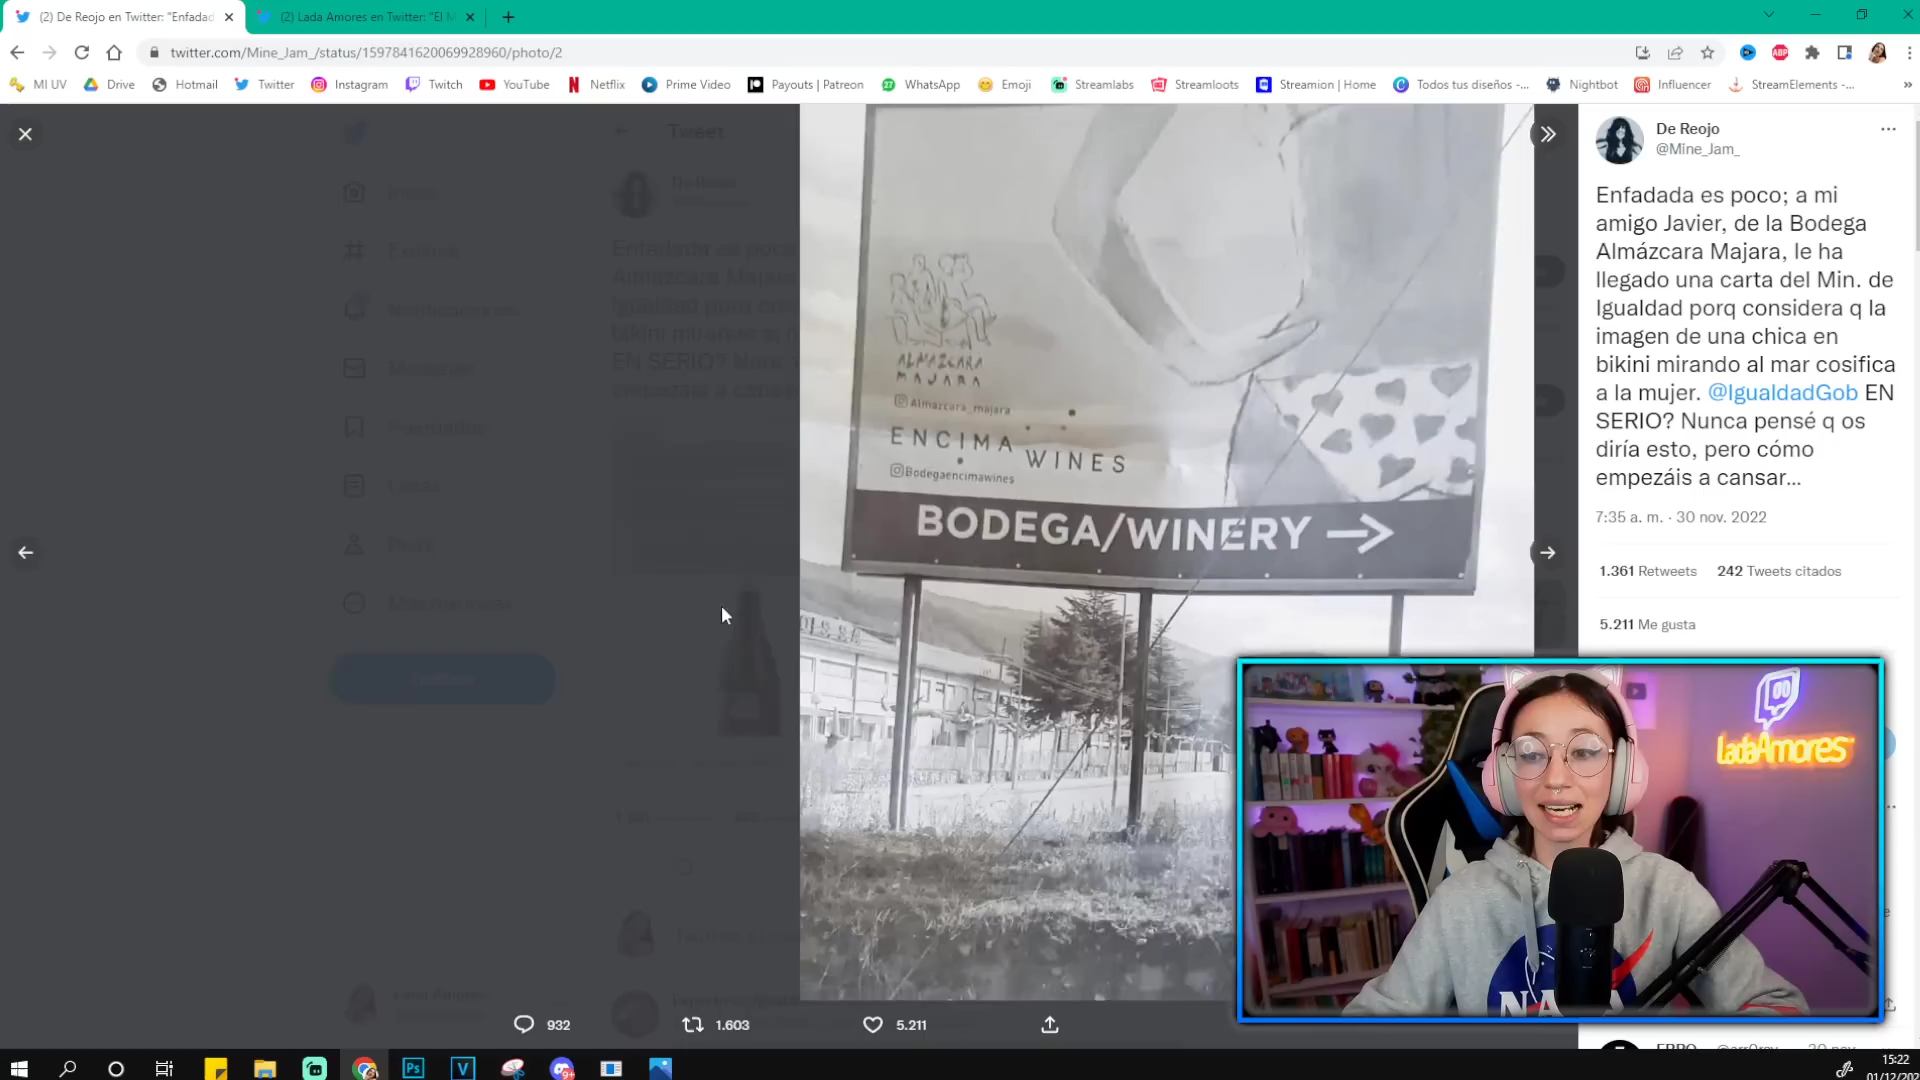 (2) De Reojo en Twitter: "Enfadad
(2) Lada Amores en Twitter: "El M
twitter.com/Mine_Jam_/status/1597841620069928960/photo/2
ABP
MI UV
Drive
Hotmail
Twitter
Instagram
Twitch
YouTube
Netflix
Prime Video
Payouts | Patreon
27
WhatsApp
Emoji
Streamlabs
Streamloots
Streamion | Home
Todos tus diseños -...
Nightbot
Influencer
StreamElements -...
Tweet
De Reojo
@Mine_Jam_
Enfadada es poco; a mi
amigo Javier, de la Bodega
Almázcara Majara, le ha
llegado una carta del Min. de
Igualdad porq considera q la
imagen de una chica en
bikini mirando al mar cosifica
a la mujer. @IgualdadGob EN
SERIO? Nunca pensé q os
diría esto, pero cómo
empezáis a cansar...
7:35 a. m. · 30 nov. 2022
1.361 Retweets 242 Tweets citados
5.211 Me gusta
ALMAZCARA
MAJARA
Almazcara_majara
ENCIMA
WINES
Bodegaencimawines
BODEGA/WINERY
932
1.603
5.211
ladaAmores
NA
Ps
V
9+
15:22